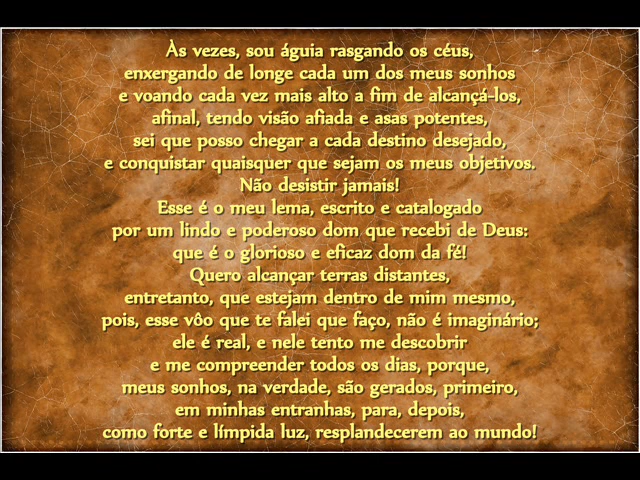 Às vezes, sou águia rasgando os céus,
enxergando de longe cada um dos meus sonhos
e voando cada vez mais alto a fim de alcançá-los,
afinal, tendo visão afiada e asas potentes,
sei que posso chegar a cada destino desejado,
e conquistar quaisquer que sejam os meus objetivos.
Não desistir jamais!
Esse é o meu lema, escrito e catalogado
por um lindo e poderoso dom que recebi de Deus:
que é o glorioso e eficaz dom da fé!
Quero alcançar terras distantes,
entretanto, que estejam dentro de mim mesmo,
pois, esse vôo que te falei que faço, não é imaginário;
ele é real, e nele tento me descobrir
e me compreender todos os dias, porque,
meus sonhos, na verdade, são gerados, primeiro,
em minhas entranhas, para, depois,
como forte e límpida luz, resplandecerem ao mundo!